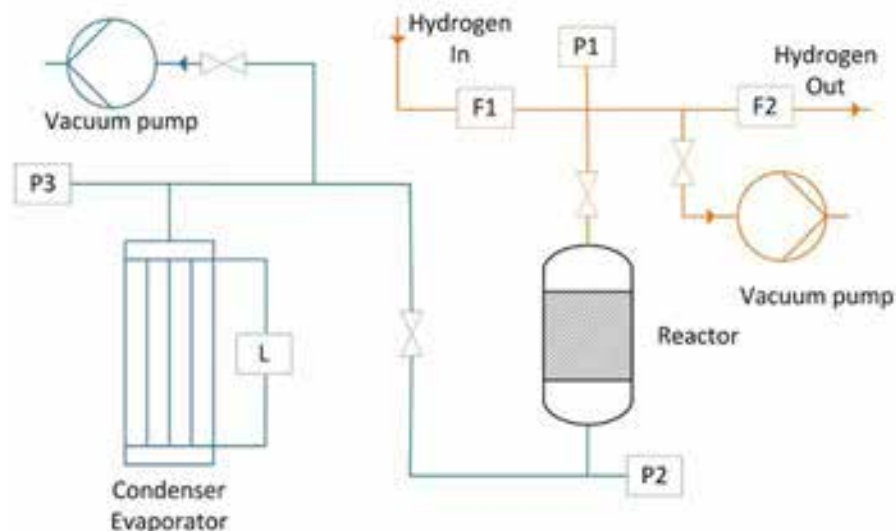 Hydrogen
In
P1
Hydrogen
Out
F1
F2
Vacuum pump
P3
Vacuum pump
L
Reactor
P2
Condenser
Evaporator